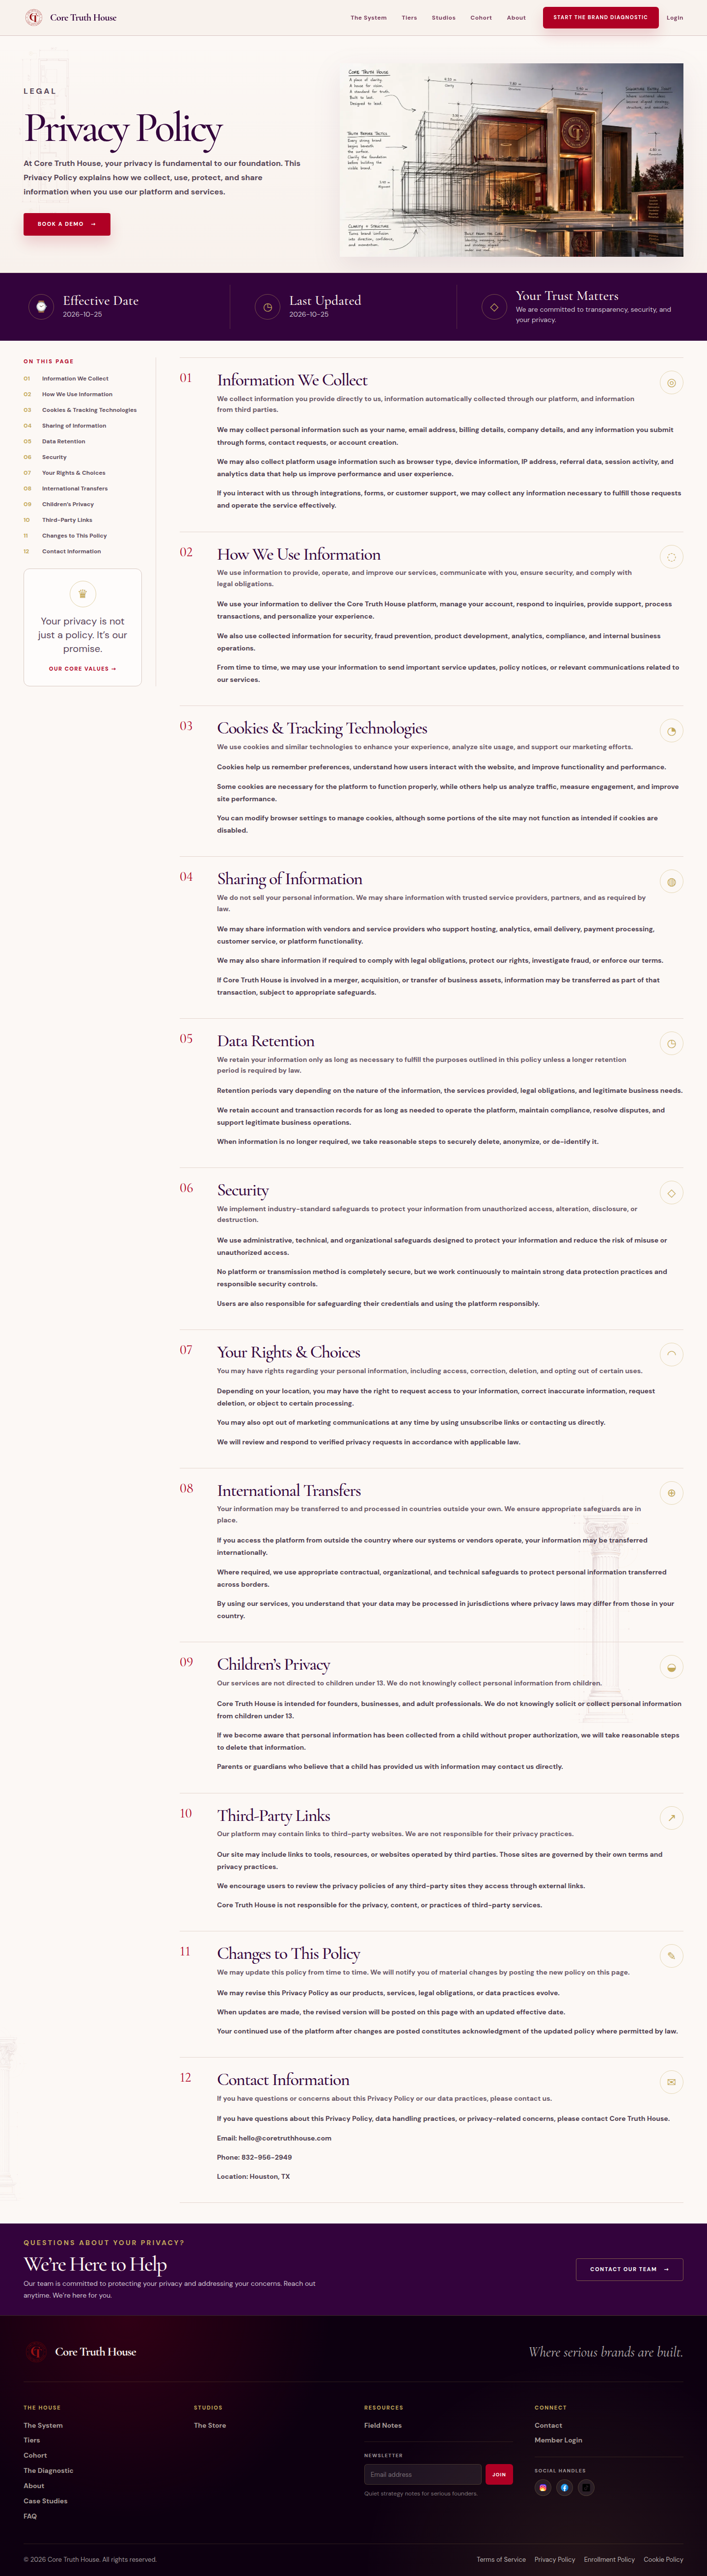 Core Truth House
The System
Tiers
Studios
Cohort
About
START THE BRAND DIAGNOSTIC
Login
LEGAL
Privacy Policy
At Core Truth House, your privacy is fundamental to our foundation. This
Privacy Policy explains how we collect, use, protect, and share
information when you use our platform and services.
BOOK A DEMO →
CORE TRUTH HOUSE
A place of clarity.
A house for vision.
A standard for truth.
Built to last.
Designed to lead.
Effective Date
2026-10-25
Last Updated
2026-10-25
Your Trust Matters
We are committed to transparency, security, and
your privacy.
ON THIS PAGE
01 Information We Collect
02 How We Use Information
03 Cookies & Tracking Technologies
04 Sharing of Information
05 Data Retention
06 Security
07 Your Rights & Choices
08 International Transfers
09 Children's Privacy
10 Third-Party Links
11 Changes to This Policy
12 Contact Information
Your privacy is not
just a policy. It's our
promise.
OUR CORE VALUES →
01 Information We Collect
We collect information you provide directly to us, information automatically collected through our platform, and information
from third parties.
We may collect personal information such as your name, email address, billing details, company details, and any information you submit
through forms, contact requests, or account creation.
We may also collect platform usage information such as browser type, device information, IP address, referral data, session activity, and
analytics data that help us improve performance and user experience.
If you interact with us through integrations, forms, or customer support, we may collect any information necessary to fulfill those requests
and operate the service effectively.
02 How We Use Information
We use information to provide, operate, and improve our services, communicate with you, ensure security, and comply with
legal obligations.
We use your information to deliver the Core Truth House platform, manage your account, respond to inquiries, provide support, process
transactions, and personalize your experience.
We also use collected information for security, fraud prevention, product development, analytics, compliance, and internal business
operations.
From time to time, we may use your information to send important service updates, policy notices, or relevant communications related to
our services.
03 Cookies & Tracking Technologies
We use cookies and similar technologies to enhance your experience, analyze site usage, and support our marketing efforts.
Cookies help us remember preferences, understand how users interact with the website, and improve functionality and performance.
Some cookies are necessary for the platform to function properly, while others help us analyze traffic, measure engagement, and improve
site performance.
You can modify browser settings to manage cookies, although some portions of the site may not function as intended if cookies are
disabled.
04 Sharing of Information
We do not sell your personal information. We may share information with trusted service providers, partners, and as required by
law.
We may share information with vendors and service providers who support hosting, analytics, email delivery, payment processing,
customer service, or platform functionality.
We may also share information if required to comply with legal obligations, protect our rights, investigate fraud, or enforce our terms.
If Core Truth House is involved in a merger, acquisition, or transfer of business assets, information may be transferred as part of that
transaction, subject to appropriate safeguards.
05 Data Retention
We retain your information only as long as necessary to fulfill the purposes outlined in this policy unless a longer retention
period is required by law.
Retention periods vary depending on the nature of the information, the services provided, legal obligations, and legitimate business needs.
We retain account and transaction records for as long as needed to operate the platform, maintain compliance, resolve disputes, and
support legitimate business operations.
When information is no longer required, we take reasonable steps to securely delete, anonymize, or de-identify it.
06 Security
We implement industry-standard safeguards to protect your information from unauthorized access, alteration, disclosure, or
destruction.
We use administrative, technical, and organizational safeguards designed to protect your information and reduce the risk of misuse or
unauthorized access.
No platform or transmission method is completely secure, but we work continuously to maintain strong data protection practices and
responsible security controls.
Users are also responsible for safeguarding their credentials and using the platform responsibly.
07 Your Rights & Choices
You may have rights regarding your personal information, including access, correction, deletion, and opting out of certain uses.
Depending on your location, you may have the right to request access to your information, correct inaccurate information, request
deletion, or object to certain processing.
You may also opt out of marketing communications at any time by using unsubscribe links or contacting us directly.
We will review and respond to verified privacy requests in accordance with applicable law.
08 International Transfers
Your information may be transferred to and processed in countries outside your own. We ensure appropriate safeguards are in
place.
If you access the platform from outside the country where our systems or vendors operate, your information may be transferred
internationally.
Where required, we use appropriate contractual, organizational, and technical safeguards to protect personal information transferred
across borders.
By using our services, you understand that your data may be processed in jurisdictions where privacy laws may differ from those in your
country.
09 Children's Privacy
Our services are not directed to children under 13. We do not knowingly collect personal information from children.
Core Truth House is intended for founders, businesses, and adult professionals. We do not knowingly solicit or collect personal information
from children under 13.
If we become aware that personal information has been collected from a child without proper authorization, we will take reasonable steps
to delete that information.
Parents or guardians who believe that a child has provided us with information may contact us directly.
10 Third-Party Links
Our platform may contain links to third-party websites. We are not responsible for their privacy practices.
Our site may include links to tools, resources, or websites operated by third parties. Those sites are governed by their own terms and
privacy practices.
We encourage users to review the privacy policies of any third-party sites they access through external links.
Core Truth House is not responsible for the privacy, content, or practices of third-party services.
11 Changes to This Policy
We may update this policy from time to time. We will notify you of material changes by posting the new policy on this page.
We may revise this Privacy Policy as our products, services, legal obligations, or data practices evolve.
When updates are made, the revised version will be posted on this page with an updated effective date.
Your continued use of the platform after changes are posted constitutes acknowledgment of the updated policy where permitted by law.
12 Contact Information
If you have questions or concerns about this Privacy Policy or our data practices, please contact us.
If you have questions about this Privacy Policy, data handling practices, or privacy-related concerns, please contact Core Truth House.
Email: hello@coretruthhouse.com
Phone: 832-956-2949
Location: Houston, TX
QUESTIONS ABOUT YOUR PRIVACY?
We're Here to Help
Our team is committed to protecting your privacy and addressing your concerns. Reach out
anytime. We're here for you.
CONTACT OUR TEAM →
Core Truth House
Where serious brands are built.
THE HOUSE
The System
Tiers
Cohort
The Diagnostic
About
Case Studies
FAQ
STUDIOS
The Store
RESOURCES
Field Notes
NEWSLETTER
Email address
JOIN
Quiet strategy notes for serious founders.
CONNECT
Contact
Member Login
SOCIAL HANDLES
© 2026 Core Truth House. All rights reserved.
Terms of Service
Privacy Policy
Enrollment Policy
Cookie Policy